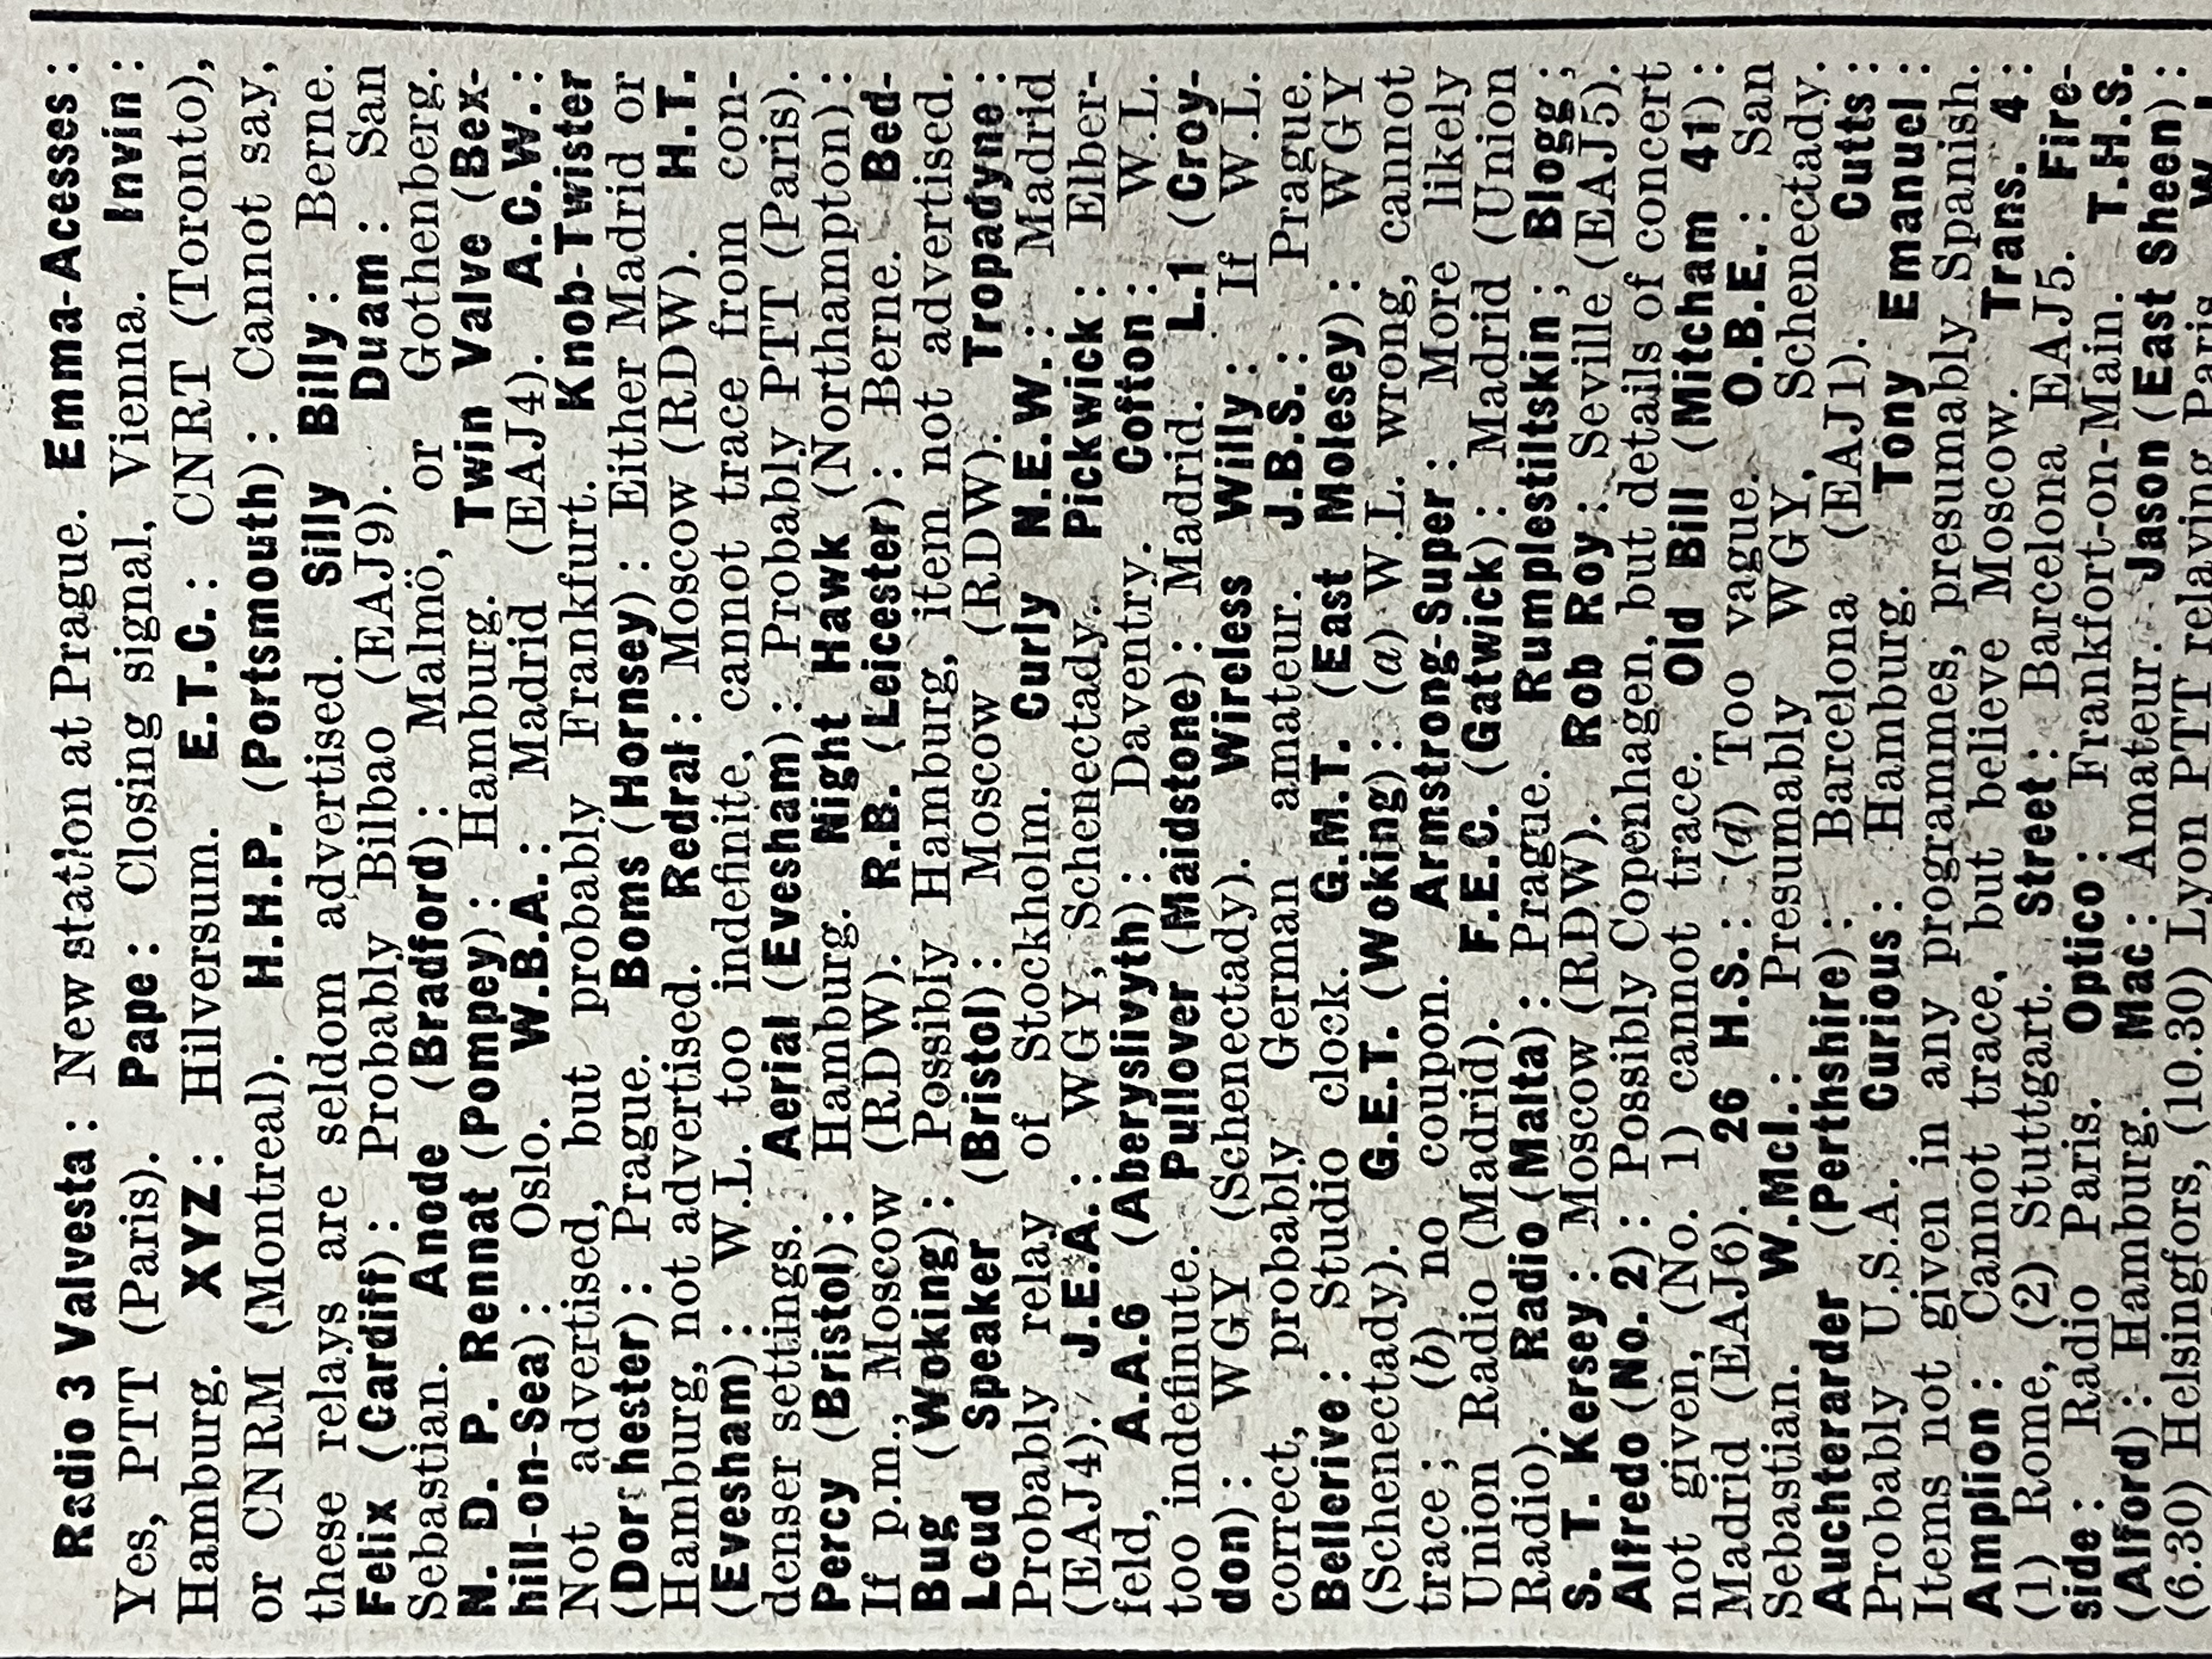 Radio 3 Valvesta : New station at Prague. Emma-Acesses :
Yes, PTT (Paris). Pape : Closing signal, Vienna. Invin :
Hamburg. XYZ : Hilversum. E.T.C. : CNRT (Toronto),
or CNRM (Montreal). H.H.P. (Portsmouth) : Cannot say,
these relays are seldom advertised. Silly Billy : Berne.
Felix (Cardiff) : Probably Bilbao (EAJ9). Duam : San
Sebastian. Anode (Bradford) : Malmö, or Gothenberg.
N. D. P. Rennat (Pompey) : Hamburg. Twin Valve (Bex-
hill-on-Sea) : Oslo. W.B.A. : Madrid (EAJ4). A.C.W. :
Not advertised, but probably Frankfurt. Knob-Twister
(Dorchester) : Prague. Boms (Hornsey) : Either Madrid or
Hamburg, not advertised. Redral : Moscow (RDW). H.T.
(Evesham) : W.L. too indefinite, cannot trace from con-
denser settings. Aerial (Evesham) : Probably PTT (Paris).
Percy (Bristol) : Hamburg. Night Hawk (Northampton) :
If p.m., Moscow (RDW). R.B. (Leicester) : Berne. Bed-
Bug (Woking) : Possibly Hamburg, item not advertised.
Loud Speaker (Bristol) : Moscow (RDW). Tropadyne :
Probably relay of Stockholm. Curly N.E.W. : Madrid
(EAJ4). J.E.A. : WGY, Schenectady. Pickwick : Elber-
feld, A.A.6 (Aberyslivyth) : Daventry. Cofton : W.L.
too indefinute. Pullover (Maidstone) : Madrid. L.1 (Croy-
don) : WGY (Schenectady). Wireless Willy : If W.L.
correct, probably German amateur. J.B.S. : Prague.
Bellerive : Studio clock. G.M.T. (East Molesey) : WGY
(Schenectady). G.E.T. (Woking) : (a) W.L. wrong, cannot
trace ; (b) no coupon. Armstrong-Super : More likely
Union Radio (Madrid). F.E.C. (Gatwick) : Madrid (Union
Radio). Radio (Malta) : Prague. Rumplestiltskin ; Blogg ;
S. T. Kersey : Moscow (RDW). Rob Roy : Seville (EAJ5).
Alfredo (No. 2) : Possibly Copenhagen, but details of concert
not given, (No. 1) cannot trace. Old Bill (Mitcham 41) :
Madrid (EAJ6). 26 H.S. : (d) Too vague. O.B.E. : San
Sebastian. W.McI. : Presumably WGY, Schenectady.
Auchterarder (Perthshire) : Barcelona (EAJ1). Cutts :
Probably U.S.A. Curious : Hamburg. Tony Emanuel :
Items not given in any programmes, presumably Spanish.
Amplion : Cannot trace, but believe Moscow. Trans. 4 :
(1) Rome, (2) Stuttgart. Street : Barcelona EAJ5. Fire-
side : Radio Paris. Optico : Frankfort-on-Main. T.H.S.
(Alford) : Hamburg. Mac : Amateur. Jason (East Sheen) :
(6.30) Helsingfors, (10.30) Lyon PTT relaying Paris.